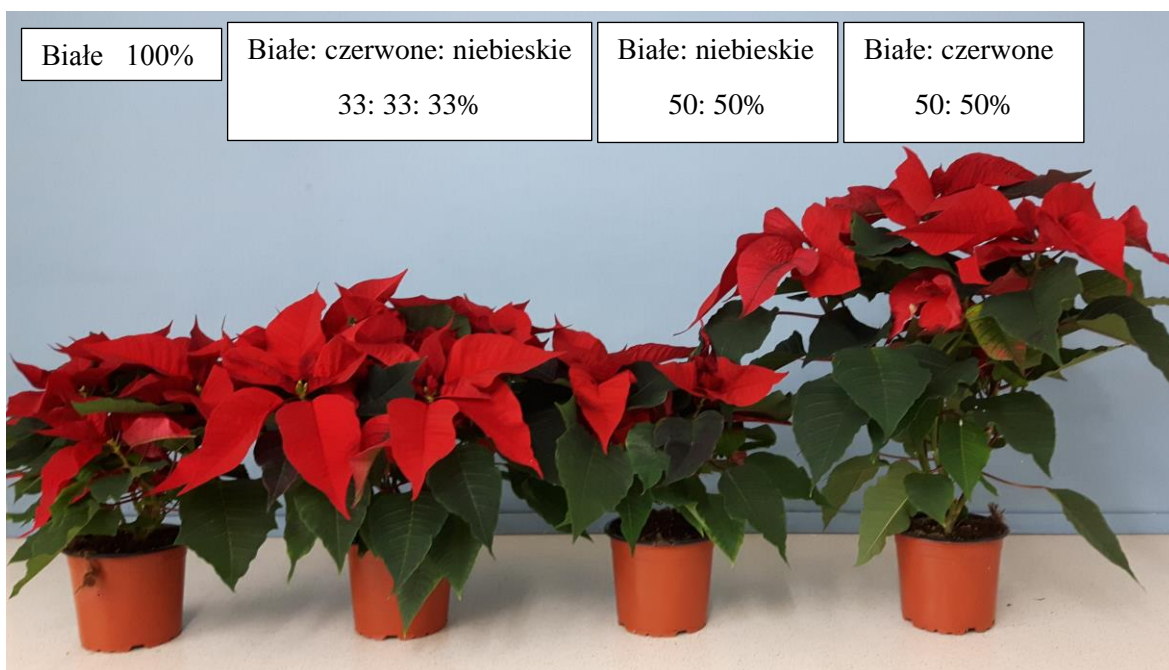 Białe 100%
Białe: czerwone: niebieskie
33: 33: 33%
Białe: niebieskie
50: 50%
Białe: czerwone
50: 50%